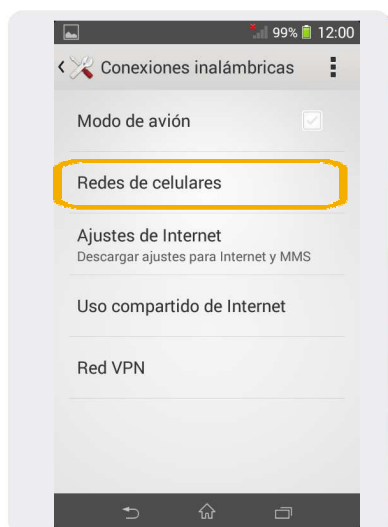 99% 12:00
Conexiones inalámbricas
Modo de avión
Redes de celulares
Ajustes de Internet
Descargar ajustes para Internet y MMS
Uso compartido de Internet
Red VPN